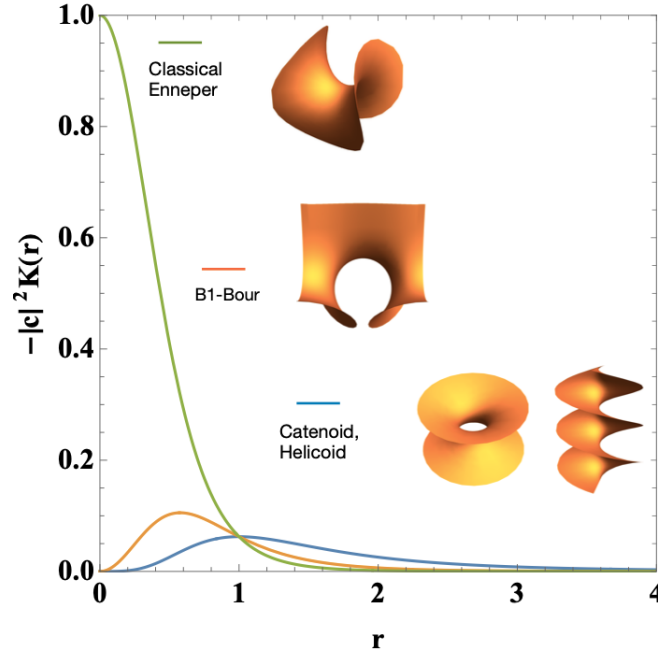 1.0
Classical
Enneper
0.8
0.6
B1-Bour
0.4
Catenoid,
Helicoid
0.2
0.0
0 1 2 3 4
r
−|c| ² K(r)